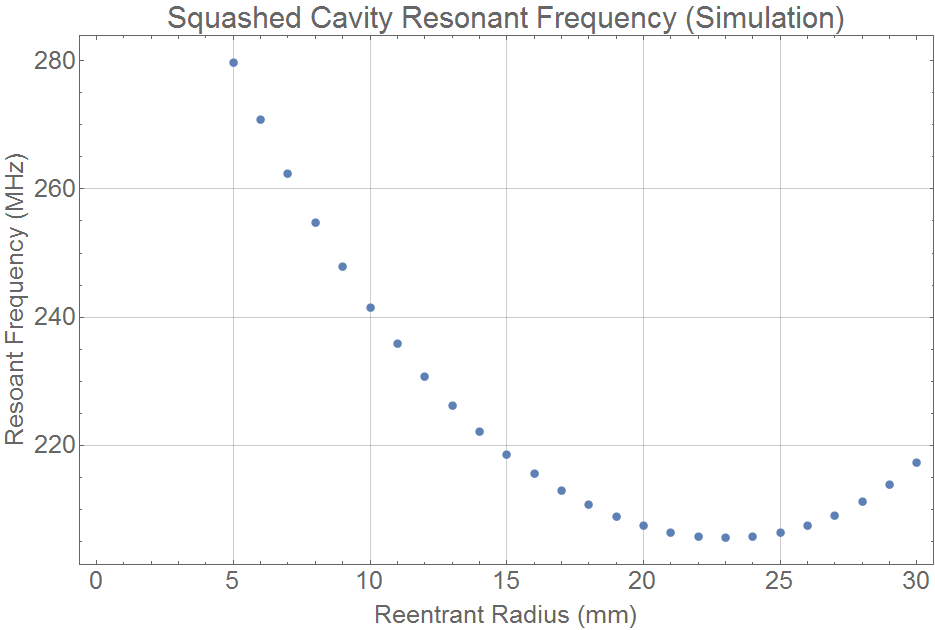 Squashed Cavity Resonant Frequency (Simulation)
280
260
240
220
Resoant Frequency (MHz)
0 5 10 15 20 25 30
Reentrant Radius (mm)